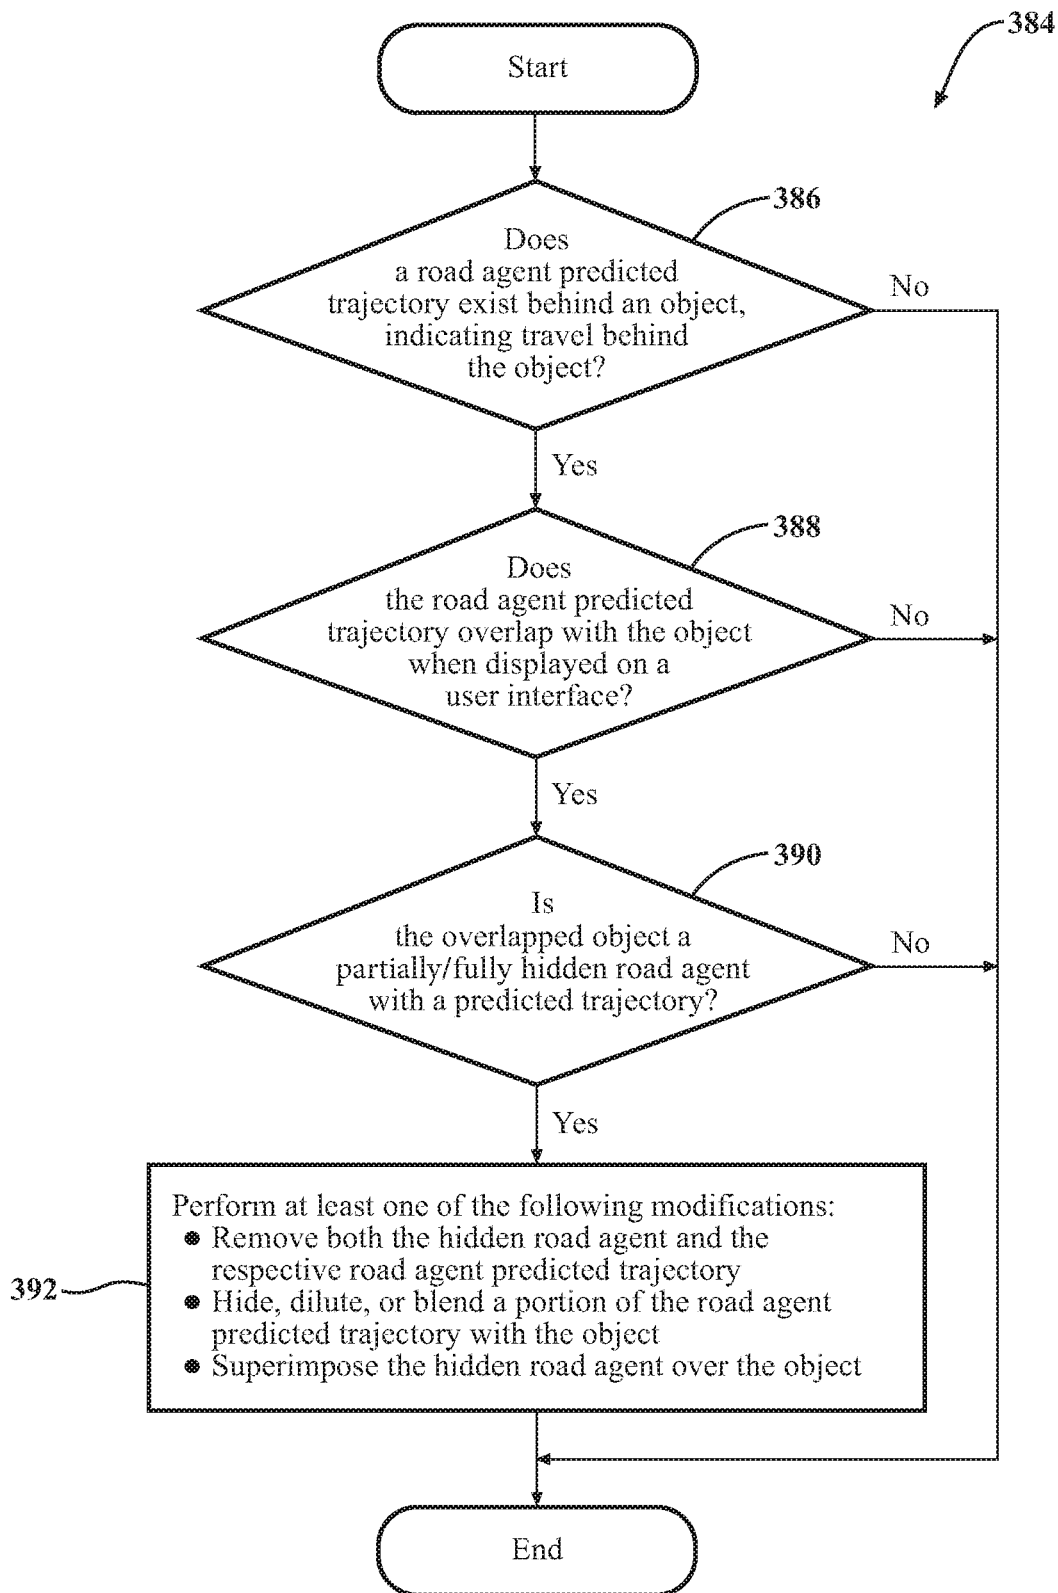 384
Start
386
Does
a road agent predicted
trajectory exist behind an object,
indicating travel behind
the object?
No
Yes
388
Does
the road agent predicted
trajectory overlap with the object
when displayed on a
user interface?
No
Yes
390
Is
the overlapped object a
partially/fully hidden road agent
with a predicted trajectory?
No
Yes
392
Perform at least one of the following modifications:
● Remove both the hidden road agent and the
respective road agent predicted trajectory
● Hide, dilute, or blend a portion of the road agent
predicted trajectory with the object
● Superimpose the hidden road agent over the object
End